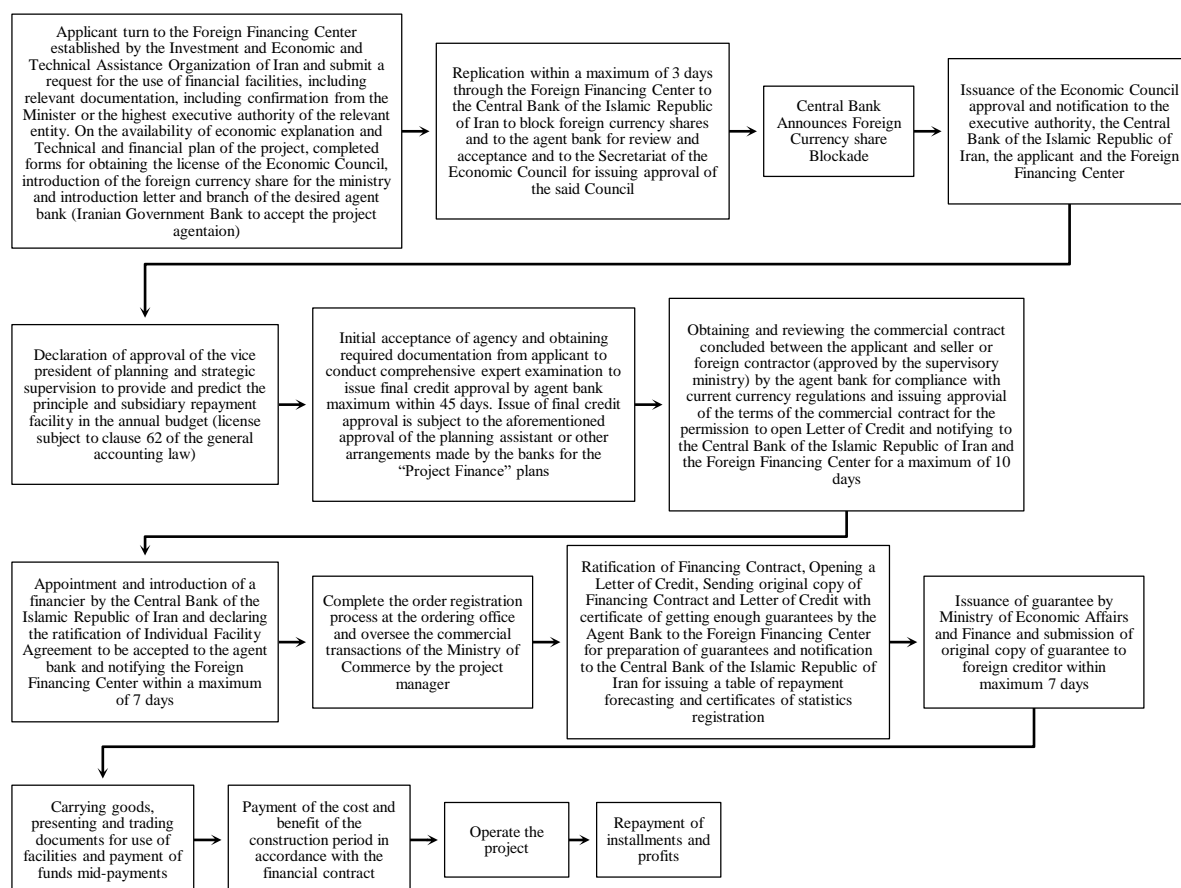 Applicant turn to the Foreign Financing Center
established by the Investment and Economic and
Technical Assistance Organization of Iran and submit a
request for the use of financial facilities, including
relevant documentation, including confirmation from the
Minister or the highest executive authority of the relevant
entity. On the availability of economic explanation and
Technical and financial plan of the project, completed
forms for obtaining the license of the Economic Council,
introduction of the foreign currency share for the ministry
and introduction letter and branch of the desired agent
bank (Iranian Government Bank to accept the project
agentaion)
Replication within a maximum of 3 days
through the Foreign Financing Center to
the Central Bank of the Islamic Republic
of Iran to block foreign currency shares
and to the agent bank for review and
acceptance and to the Secretariat of the
Economic Council for issuing approval of
the said Council
Central Bank
Announces Foreign
Currency share
Blockade
Issuance of the Economic Council
approval and notification to the
executive authority, the Central
Bank of the Islamic Republic of
Iran, the applicant and the Foreign
Financing Center
Declaration of approval of the vice
president of planning and strategic
supervision to provide and predict the
principle and subsidiary repayment
facility in the annual budget (license
subject to clause 62 of the general
accounting law)
Initial acceptance of agency and obtaining
required documentation from applicant to
conduct comprehensive expert examination to
issue final credit approval by agent bank
maximum within 45 days. Issue of final credit
approval is subject to the aforementioned
approval of the planning assistant or other
arrangements made by the banks for the
“Project Finance” plans
Obtaining and reviewing the commercial contract
concluded between the applicant and seller or
foreign contractor (approved by the supervisory
ministry) by the agent bank for compliance with
current currency regulations and issuing approval
of the terms of the commercial contract for the
permission to open Letter of Credit and notifying to
the Central Bank of the Islamic Republic of Iran and
the Foreign Financing Center for a maximum of 10
days
Appointment and introduction of a
financier by the Central Bank of the
Islamic Republic of Iran and declaring
the ratification of Individual Facility
Agreement to be accepted to the agent
bank and notifying the Foreign
Financing Center within a maximum
of 7 days
Complete the order registration
process at the ordering office
and oversee the commercial
transactions of the Ministry of
Commerce by the project
manager
Ratification of Financing Contract, Opening a
Letter of Credit, Sending original copy of
Financing Contract and Letter of Credit with
certificate of getting enough guarantees by the
Agent Bank to the Foreign Financing Center
for preparation of guarantees and notification
to the Central Bank of the Islamic Republic of
Iran for issuing a table of repayment
forecasting and certificates of statistics
registration
Issuance of guarantee by
Ministry of Economic Affairs
and Finance and submission of
original copy of guarantee to
foreign creditor within
maximum 7 days
Carrying goods,
presenting and trading
documents for use of
facilities and payment of
funds mid-payments
Payment of the cost and
benefit of the
construction period in
accordance with the
financial contract
Operate the
project
Repayment of
installments and
profits